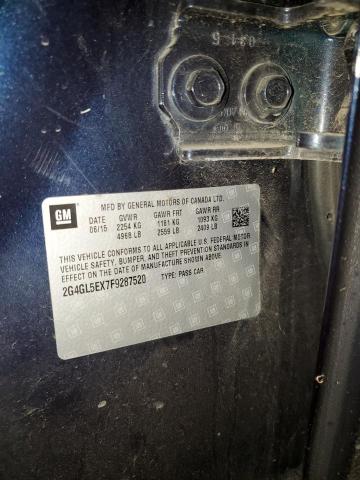 0315
GM
MFD BY GENERAL MOTORS OF CANADA LTD.
DATE GVWR GAWR FRT GAWR RR
06/15 2254 KG 1161 KG 1093 KG
4968 LB 2559 LB 2409 LB
THIS VEHICLE CONFORMS TO ALL APPLICABLE U.S. FEDERAL MOTOR
VEHICLE SAFETY, BUMPER, AND THEFT PREVENTION STANDARDS IN
EFFECT ON THE DATE OF MANUFACTURE SHOWN ABOVE.
2G4GL5EX7F9287520 TYPE: PASS CAR